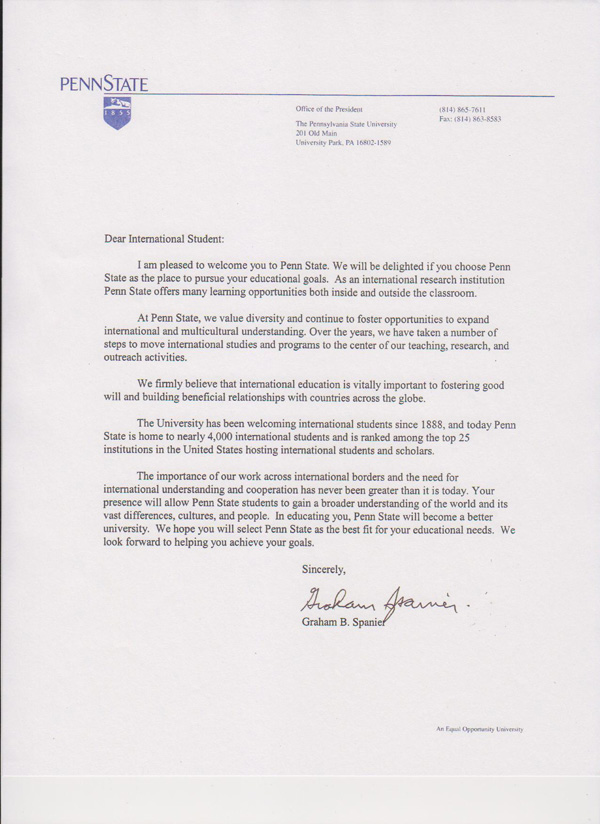 PENNSTATE
1855
Office of the President
The Pennsylvania State University
201 Old Main
University Park, PA 16802-1589
(814) 865-7611
Fax: (814) 863-8583
Dear International Student:
I am pleased to welcome you to Penn State. We will be delighted if you choose Penn
State as the place to pursue your educational goals. As an international research institution
Penn State offers many learning opportunities both inside and outside the classroom.
At Penn State, we value diversity and continue to foster opportunities to expand
international and multicultural understanding. Over the years, we have taken a number of
steps to move international studies and programs to the center of our teaching, research, and
outreach activities.
We firmly believe that international education is vitally important to fostering good
will and building beneficial relationships with countries across the globe.
The University has been welcoming international students since 1888, and today Penn
State is home to nearly 4,000 international students and is ranked among the top 25
institutions in the United States hosting international students and scholars.
The importance of our work across international borders and the need for
international understanding and cooperation has never been greater than it is today. Your
presence will allow Penn State students to gain a broader understanding of the world and its
vast differences, cultures, and people. In educating you, Penn State will become a better
university. We hope you will select Penn State as the best fit for your educational needs. We
look forward to helping you achieve your goals.
Sincerely,
Graham Spanier
Graham B. Spanier
An Equal Opportunity University